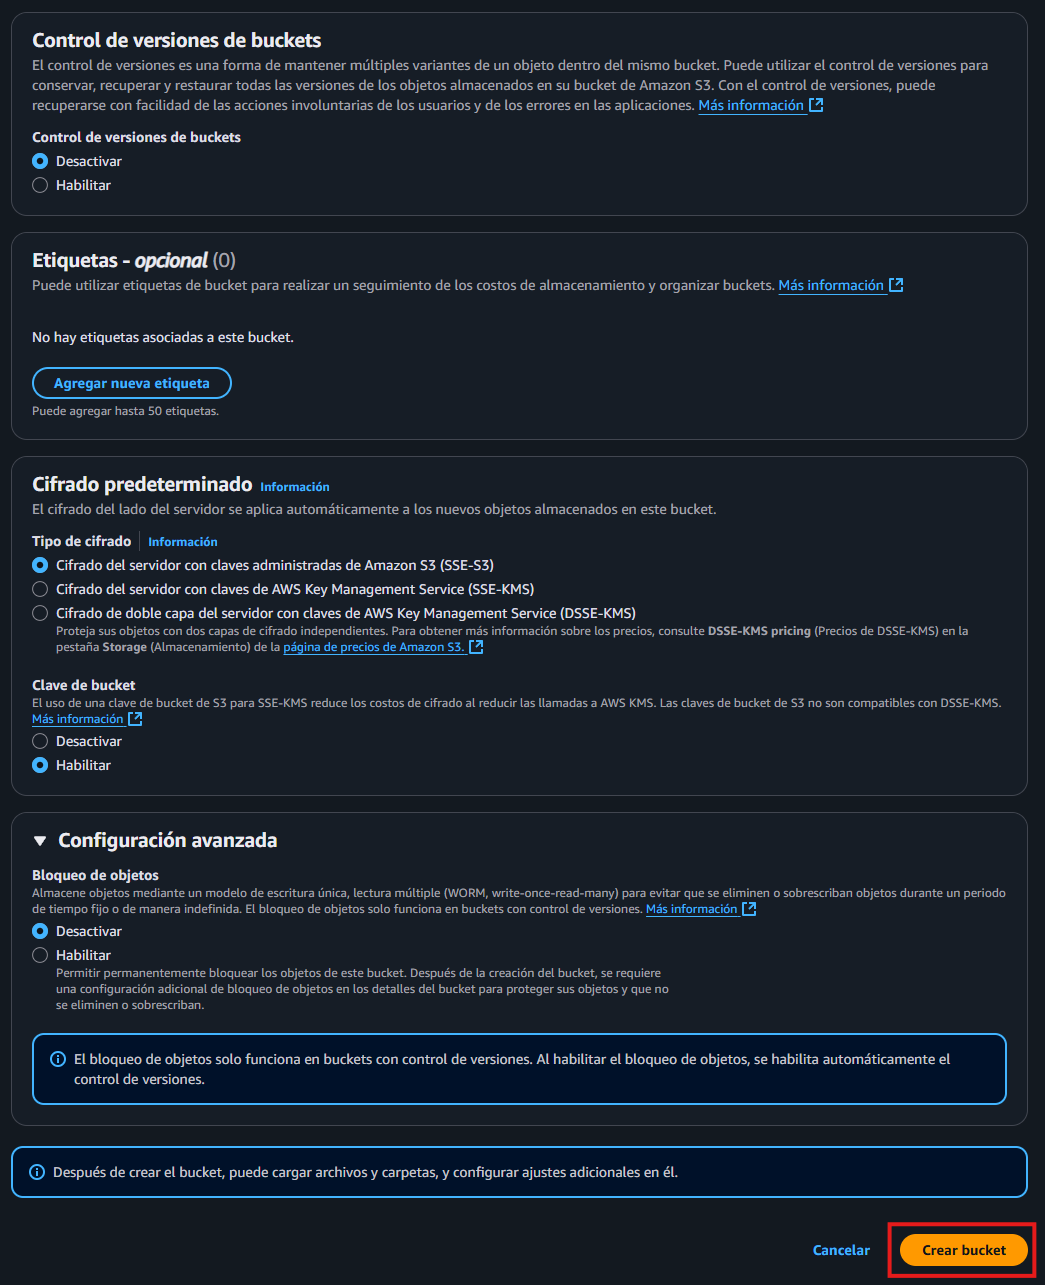 Control de versiones de buckets
El control de versiones es una forma de mantener múltiples variantes de un objeto dentro del mismo bucket. Puede utilizar el control de versiones para
conservar, recuperar y restaurar todas las versiones de los objetos almacenados en su bucket de Amazon S3. Con el control de versiones, puede
recuperarse con facilidad de las acciones involuntarias de los usuarios y de los errores en las aplicaciones. Más información
Control de versiones de buckets
Desactivar
Habilitar
Etiquetas - opcional (0)
Puede utilizar etiquetas de bucket para realizar un seguimiento de los costos de almacenamiento y organizar buckets. Más información
No hay etiquetas asociadas a este bucket.
Agregar nueva etiqueta
Puede agregar hasta 50 etiquetas.
Cifrado predeterminado Información
El cifrado del lado del servidor se aplica automáticamente a los nuevos objetos almacenados en este bucket.
Tipo de cifrado Información
Cifrado del servidor con claves administradas de Amazon S3 (SSE-S3)
Cifrado del servidor con claves de AWS Key Management Service (SSE-KMS)
Cifrado de doble capa del servidor con claves de AWS Key Management Service (DSSE-KMS)
Proteja sus objetos con dos capas de cifrado independientes. Para obtener más información sobre los precios, consulte DSSE-KMS pricing (Precios de DSSE-KMS) en la
pestaña Storage (Almacenamiento) de la página de precios de Amazon S3.
Clave de bucket
El uso de una clave de bucket de S3 para SSE-KMS reduce los costos de cifrado al reducir las llamadas a AWS KMS. Las claves de bucket de S3 no son compatibles con DSSE-KMS.
Más información
Desactivar
Habilitar
Configuración avanzada
Bloqueo de objetos
Almacene objetos mediante un modelo de escritura única, lectura múltiple (WORM, write-once-read-many) para evitar que se eliminen o sobrescriban objetos durante un periodo
de tiempo fijo o de manera indefinida. El bloqueo de objetos solo funciona en buckets con control de versiones. Más información
Desactivar
Habilitar
Permitir permanentemente bloquear los objetos de este bucket. Después de la creación del bucket, se requiere
una configuración adicional de bloqueo de objetos en los detalles del bucket para proteger sus objetos y que no
se eliminen o sobrescriban.
El bloqueo de objetos solo funciona en buckets con control de versiones. Al habilitar el bloqueo de objetos, se habilita automáticamente el
control de versiones.
Después de crear el bucket, puede cargar archivos y carpetas, y configurar ajustes adicionales en él.
Cancelar Crear bucket